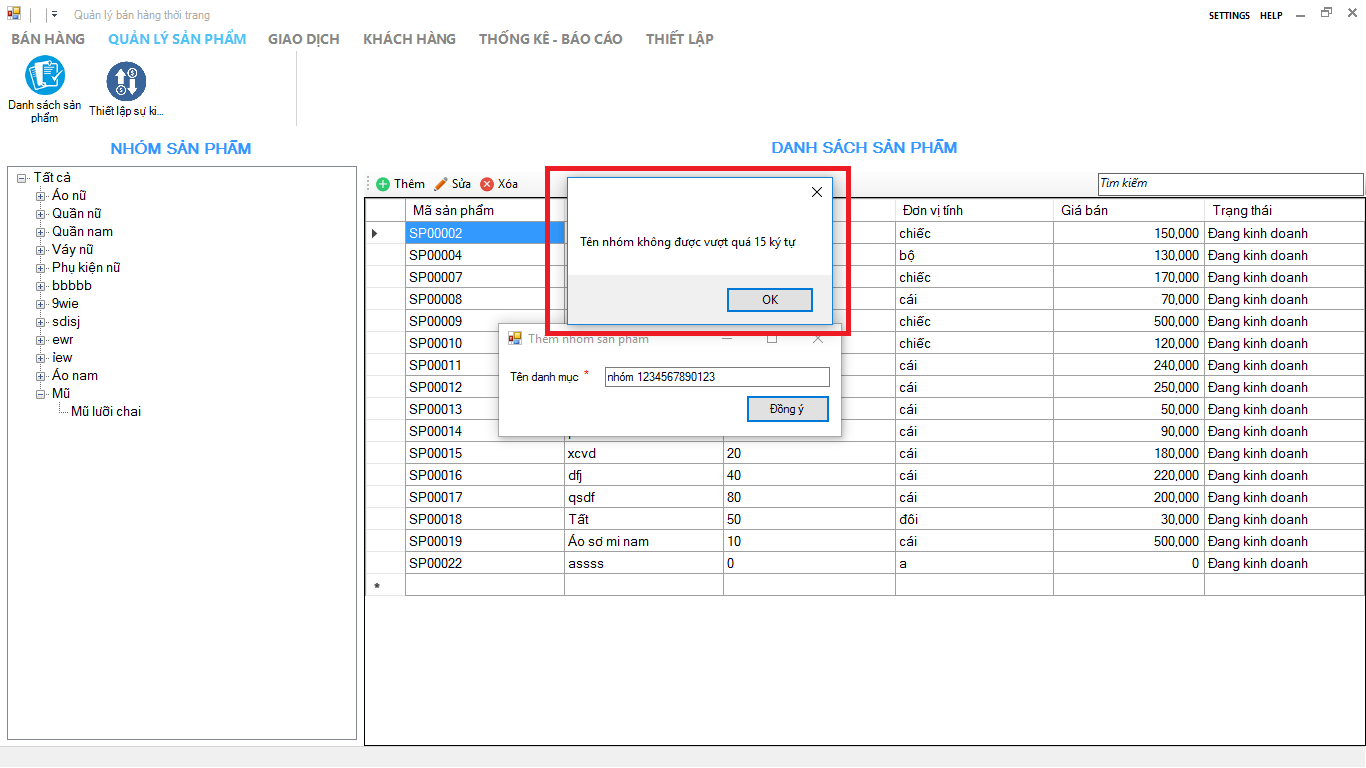 Quản lý bán hàng thời trang
SETTINGS HELP
BÁN HÀNG QUẢN LÝ SẢN PHẨM GIAO DỊCH KHÁCH HÀNG THỐNG KÊ - BÁO CÁO THIẾT LẬP
Danh sách sản phẩm
Thiết lập sự ki...
NHÓM SẢN PHẨM
Tất cả
Áo nữ
Quần nữ
Quần nam
Váy nữ
Phụ kiện nữ
bbbbb
9wie
sdisj
ewr
iew
Áo nam
Mũ
Mũ lưỡi chai
DANH SÁCH SẢN PHẨM
Thêm Sửa Xóa
Tìm kiếm
Mã sản phẩm Đơn vị tính Giá bán Trạng thái
SP00002 chiếc 150,000 Đang kinh doanh
SP00004 bộ 130,000 Đang kinh doanh
SP00007 chiếc 170,000 Đang kinh doanh
SP00008 cái 70,000 Đang kinh doanh
SP00009 chiếc 500,000 Đang kinh doanh
SP00010 chiếc 120,000 Đang kinh doanh
SP00011 cái 240,000 Đang kinh doanh
SP00012 cái 250,000 Đang kinh doanh
SP00013 cái 50,000 Đang kinh doanh
SP00014 cái 90,000 Đang kinh doanh
SP00015 xcvd 20 cái 180,000 Đang kinh doanh
SP00016 dfj 40 cái 220,000 Đang kinh doanh
SP00017 qsdf 80 cái 200,000 Đang kinh doanh
SP00018 Tất 50 đôi 30,000 Đang kinh doanh
SP00019 Áo sơ mi nam 10 cái 500,000 Đang kinh doanh
SP00022 assss 0 a 0 Đang kinh doanh
Tên nhóm không được vượt quá 15 ký tự
OK
Thêm nhóm sản phẩm
Tên danh mục * nhóm 1234567890123
Đồng ý